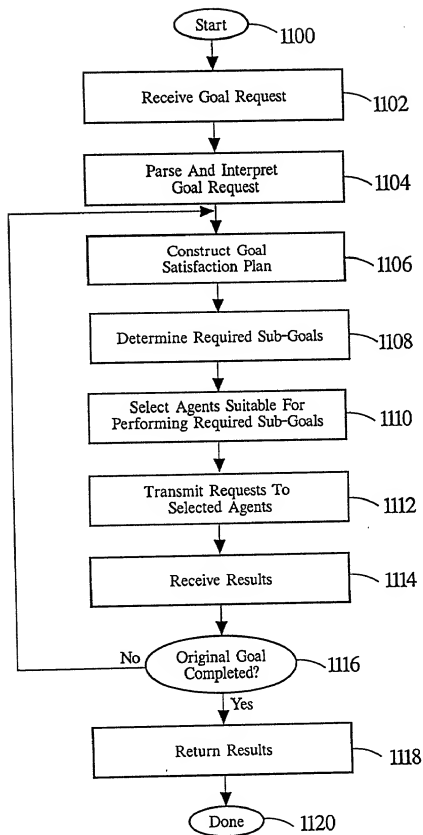 Start
1100
Receive Goal Request
1102
Parse And Interpret
Goal Request
1104
Construct Goal
Satisfaction Plan
1106
Determine Required Sub-Goals
1108
Select Agents Suitable For
Performing Required Sub-Goals
1110
Transmit Requests To
Selected Agents
1112
Receive Results
1114
No
Original Goal
Completed?
1116
Yes
Return Results
1118
Done
1120